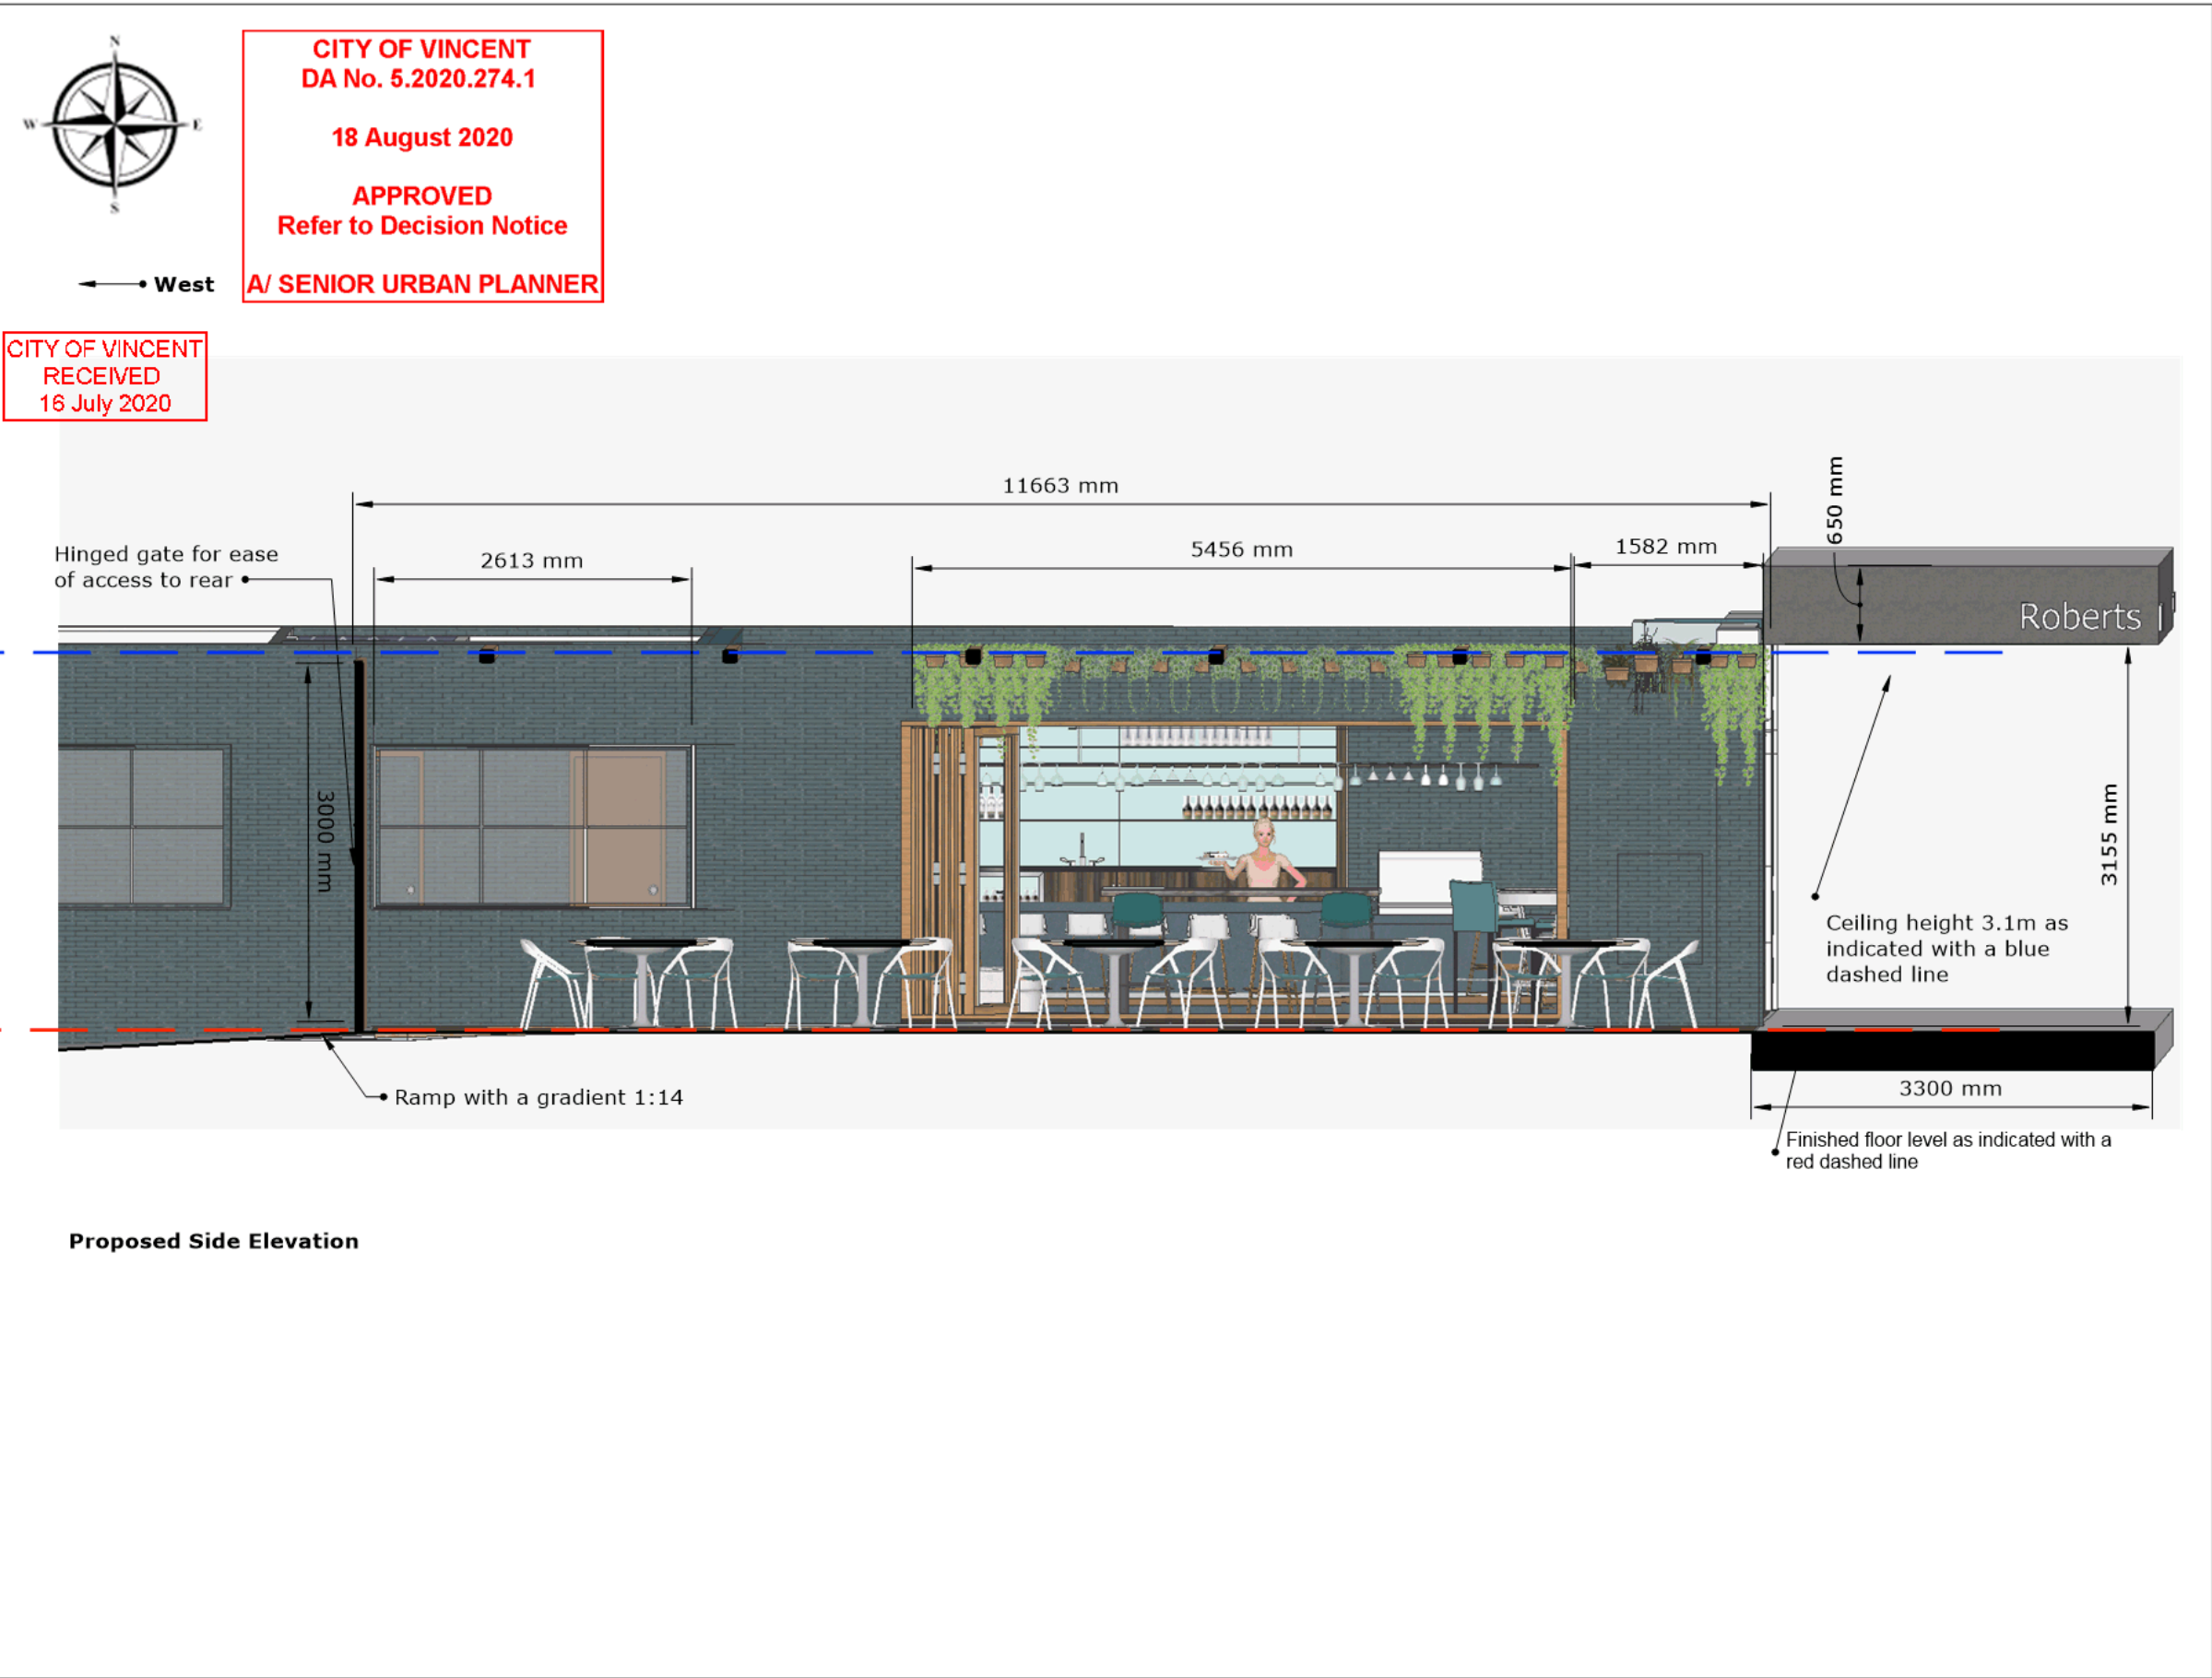 N
W
E
S
CITY OF VINCENT
DA No. 5.2020.274.1
18 August 2020
APPROVED
Refer to Decision Notice
A/ SENIOR URBAN PLANNER
West
CITY OF VINCENT
RECEIVED
16 July 2020
11663 mm
650 mm
Hinged gate for ease
of access to rear
2613 mm
5456 mm
1582 mm
Roberts
3000 mm
3155 mm
Ceiling height 3.1m as
indicated with a blue
dashed line
Ramp with a gradient 1:14
3300 mm
Finished floor level as indicated with a
red dashed line
Proposed Side Elevation